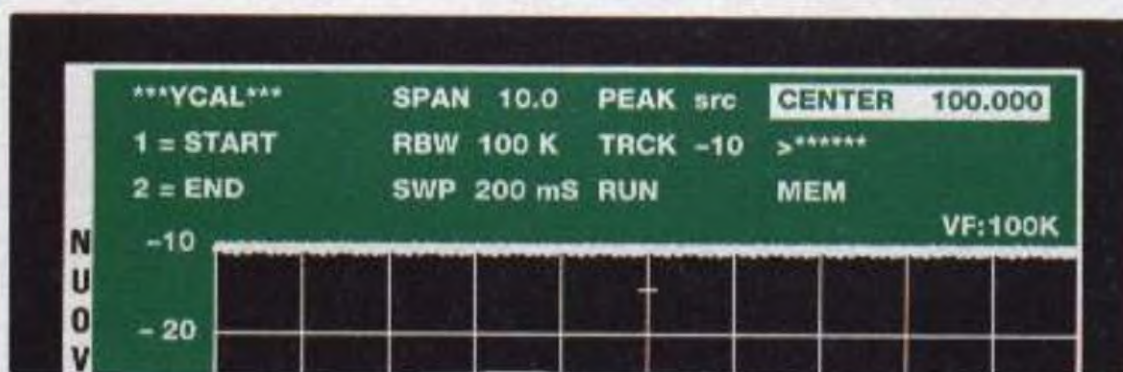 ***YCAL*** SPAN 10.0 PEAK src CENTER 100.000
1 = START RBW 100 K TRCK -10 >******
2 = END SWP 200 mS RUN MEM
VF:100K
-10
-20
NUOV